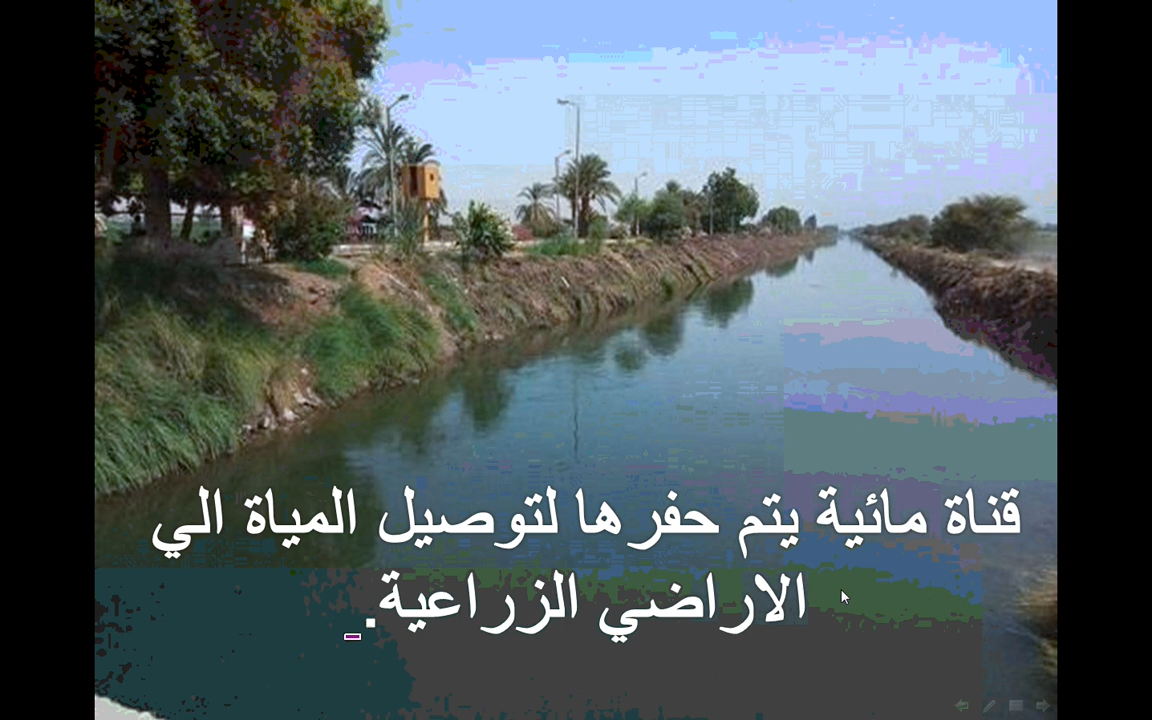 قناة مائية يتم حفرها لتوصيل المياة الي
الاراضي الزراعية.